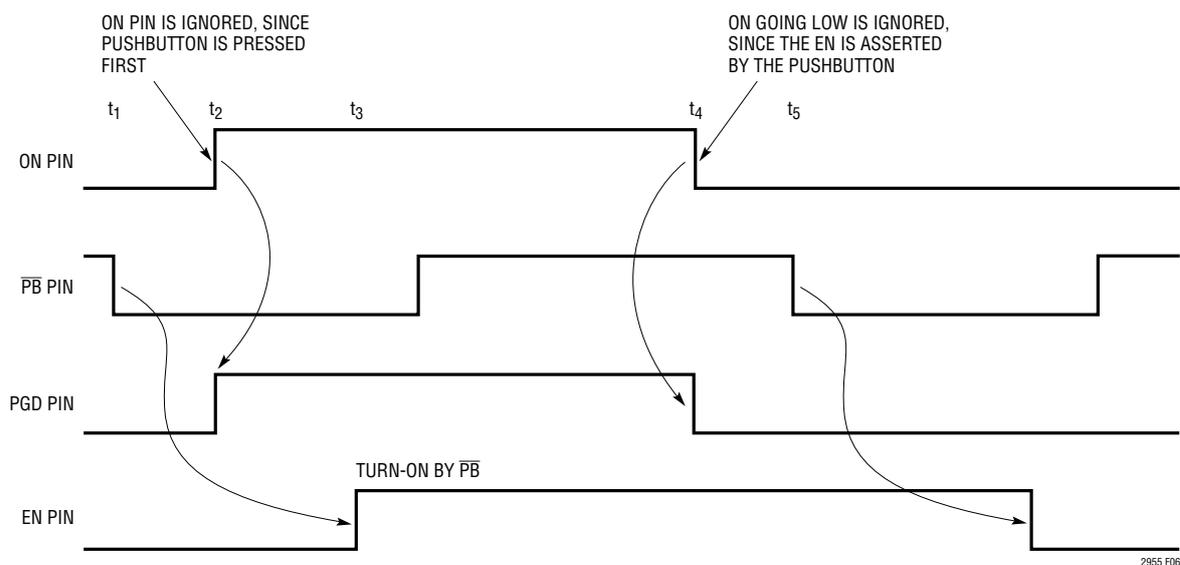 ON PIN IS IGNORED, SINCE
PUSHBUTTON IS PRESSED
FIRST
ON GOING LOW IS IGNORED,
SINCE THE EN IS ASSERTED
BY THE PUSHBUTTON
t1 t2 t3 t4 t5
ON PIN
P̅B̅ PIN
PGD PIN
TURN-ON BY P̅B̅
EN PIN
2955 F06